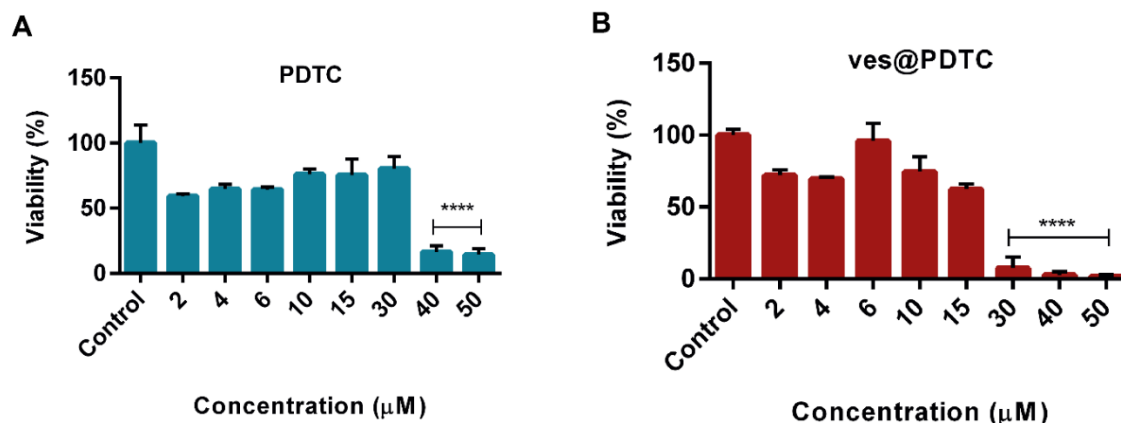 A
PDTC
Viability (%)
150
100
50
0
****
Control 2 4 6 10 15 30 40 50
Concentration (μM)
B
ves@PDTC
Viability (%)
150
100
50
0
****
Control 2 4 6 10 15 30 40 50
Concentration (μM)